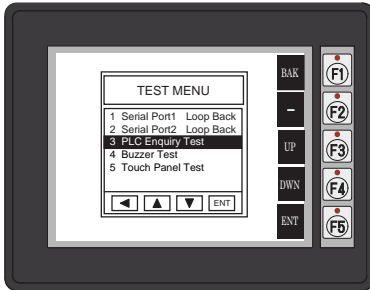 TEST MENU
1 Serial Port1 Loop Back
2 Serial Port2 Loop Back
3 PLC Enquiry Test
4 Buzzer Test
5 Touch Panel Test
ENT
BAK
–
UP
DWN
ENT
F1
F2
F3
F4
F5